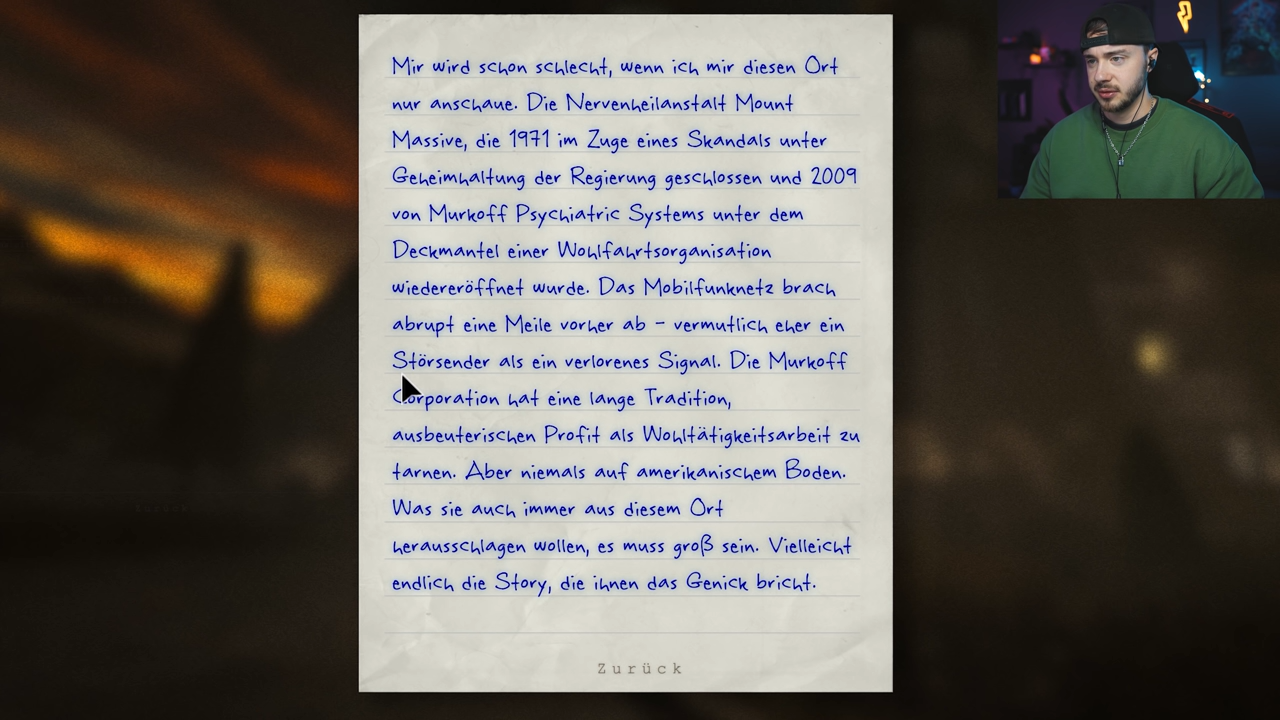 Mir wird schon schlecht, wenn ich mir diesen Ort
nur anschaue. Die Nervenheilanstalt Mount
Massive, die 1971 im Zuge eines Skandals unter
Geheimhaltung der Regierung geschlossen und 2009
von Murkoff Psychiatric Systems unter dem
Deckmantel einer Wohlfahrtsorganisation
wiedereröffnet wurde. Das Mobilfunknetz brach
abrupt eine Meile vorher ab - vermutlich eher ein
Störsender als ein verlorenes Signal. Die Murkoff
Corporation hat eine lange Tradition,
ausbeuterischen Profit als Wohltätigkeitsarbeit zu
tarnen. Aber niemals auf amerikanischem Boden.
Was sie auch immer aus diesem Ort
herausschlagen wollen, es muss groß sein. Vielleicht
endlich die Story, die ihnen das Genick bricht.
Zurück